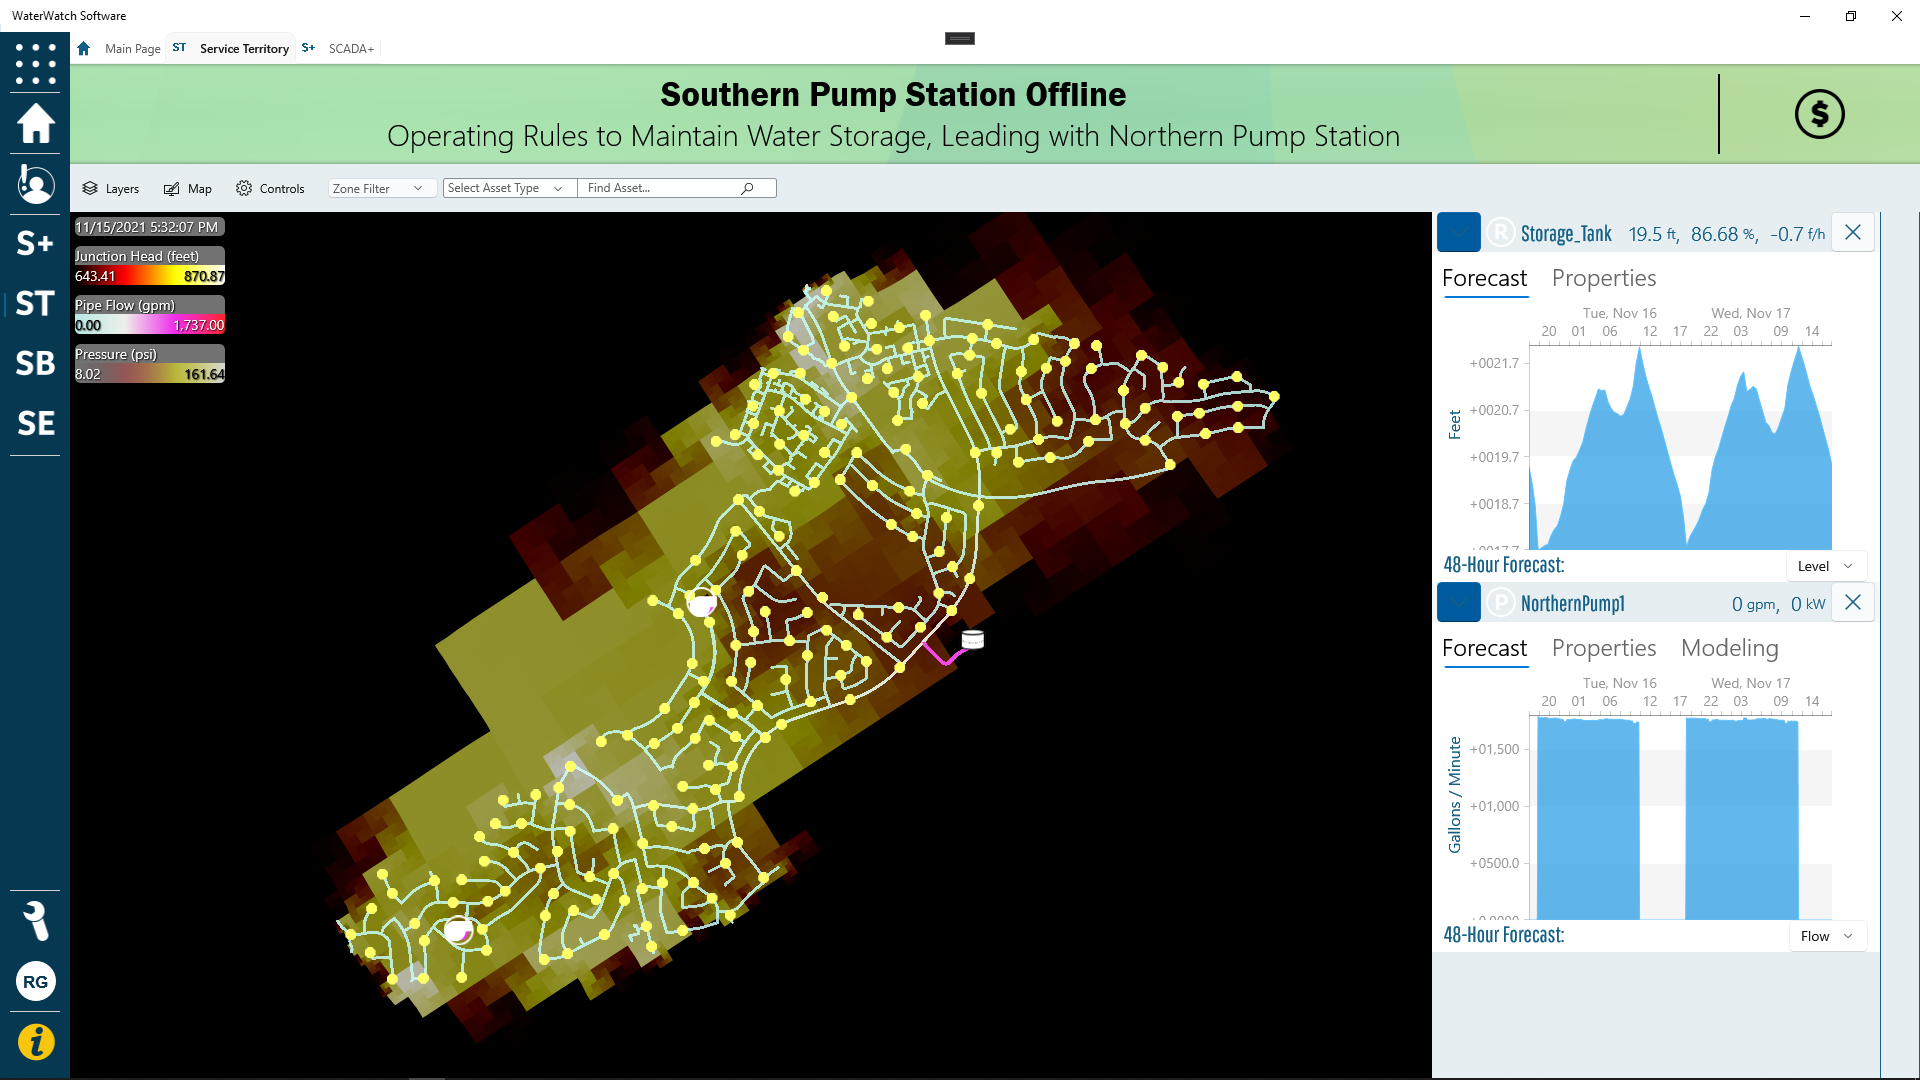 WaterWatch Software
Main Page ST Service Territory S+ SCADA+
Southern Pump Station Offline
Operating Rules to Maintain Water Storage, Leading with Northern Pump Station
$
Layers Map Controls Zone Filter Select Asset Type Find Asset...
S+
ST
SB
SE
RG
i
11/15/2021 5:32:07 PM
Junction Head (feet)
643.41 870.87
Pipe Flow (gpm)
0.00 1,737.00
Pressure (psi)
8.02 161.64
R Storage_Tank 19.5 ft, 86.68 %, -0.7 f/h
Forecast Properties
Tue, Nov 16 Wed, Nov 17
20 01 06 12 17 22 03 09 14
+0021.7
+0020.7
+0019.7
+0018.7
+0017.7
Feet
48-Hour Forecast: Level
P NorthernPump1 0 gpm, 0 kW
Forecast Properties Modeling
Tue, Nov 16 Wed, Nov 17
20 01 06 12 17 22 03 09 14
+01,500
+01,000
+0500.0
+0.0000
Gallons / Minute
48-Hour Forecast: Flow